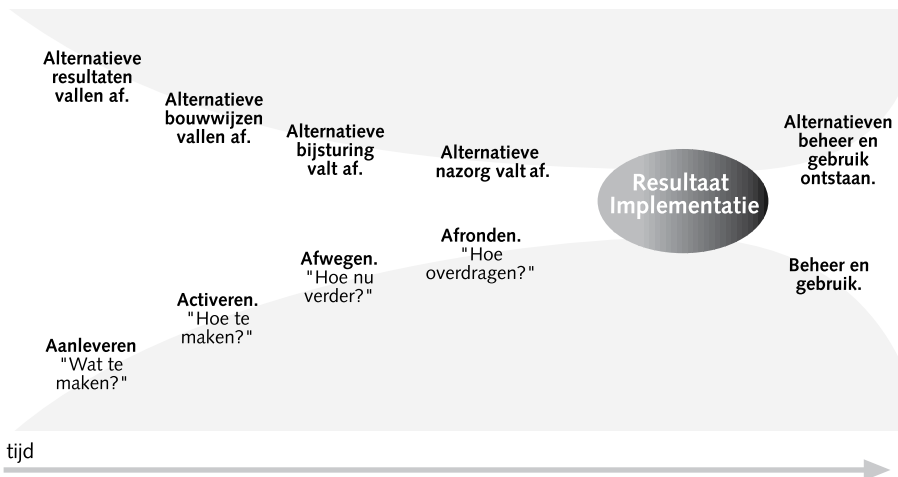 Alternatieve
resultaten
vallen af.
Alternatieve
bouwwijzen
vallen af.
Alternatieve
bijsturing
valt af.
Alternatieve
nazorg valt af.
Resultaat
Implementatie
Alternatieven
beheer en
gebruik
ontstaan.
Aanleveren
"Wat te
maken?"
Activeren.
"Hoe te
maken?"
Afwegen.
"Hoe nu
verder?"
Afronden.
"Hoe
overdragen?"
Beheer en
gebruik.
tijd